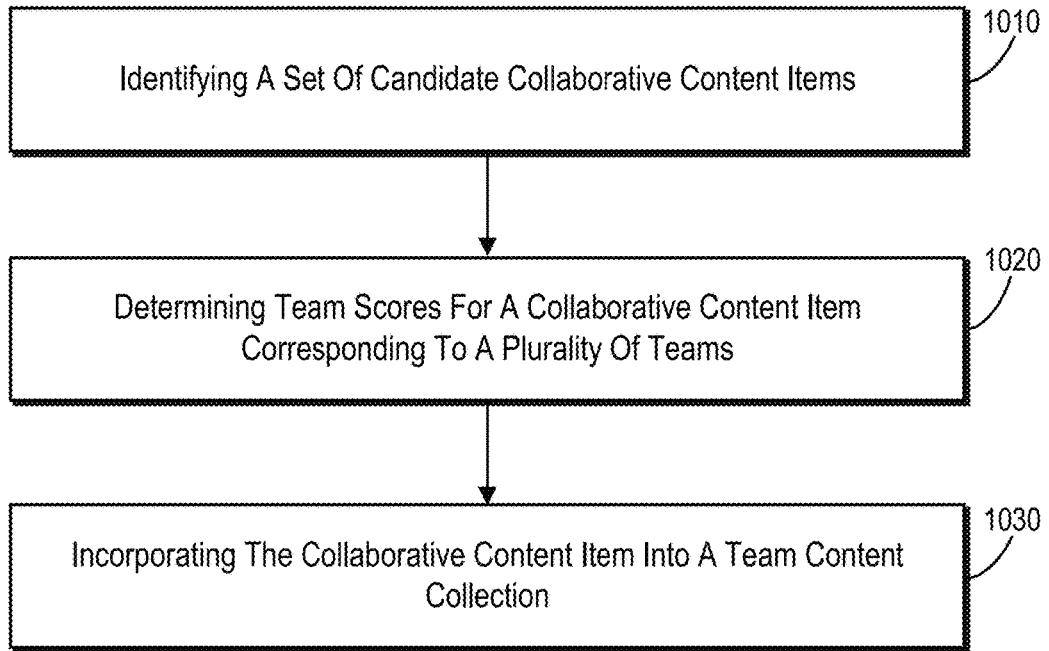 1010
Identifying A Set Of Candidate Collaborative Content Items
1020
Determining Team Scores For A Collaborative Content Item
Corresponding To A Plurality Of Teams
1030
Incorporating The Collaborative Content Item Into A Team Content
Collection